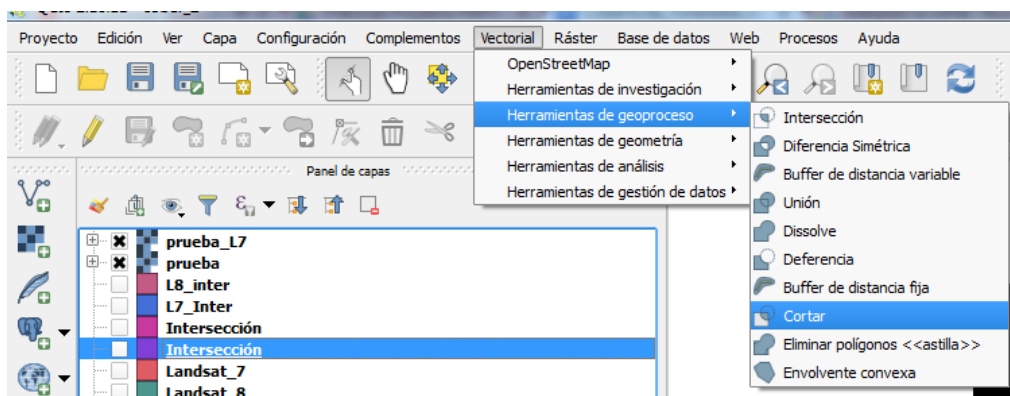 Proyecto Edición Ver Capa Configuración Complementos Vectorial Ráster Base de datos Web Procesos Ayuda
OpenStreetMap
Herramientas de investigación
Herramientas de geoproceso
Herramientas de geometría
Herramientas de análisis
Herramientas de gestión de datos
Intersección
Diferencia Simétrica
Buffer de distancia variable
Unión
Dissolve
Deferencia
Buffer de distancia fija
Cortar
Eliminar polígonos <<astilla>>
Envolvente convexa
Panel de capas
prueba_L7
prueba
L8_inter
L7_Inter
Intersección
Intersección
Landsat_7
Landsat_8